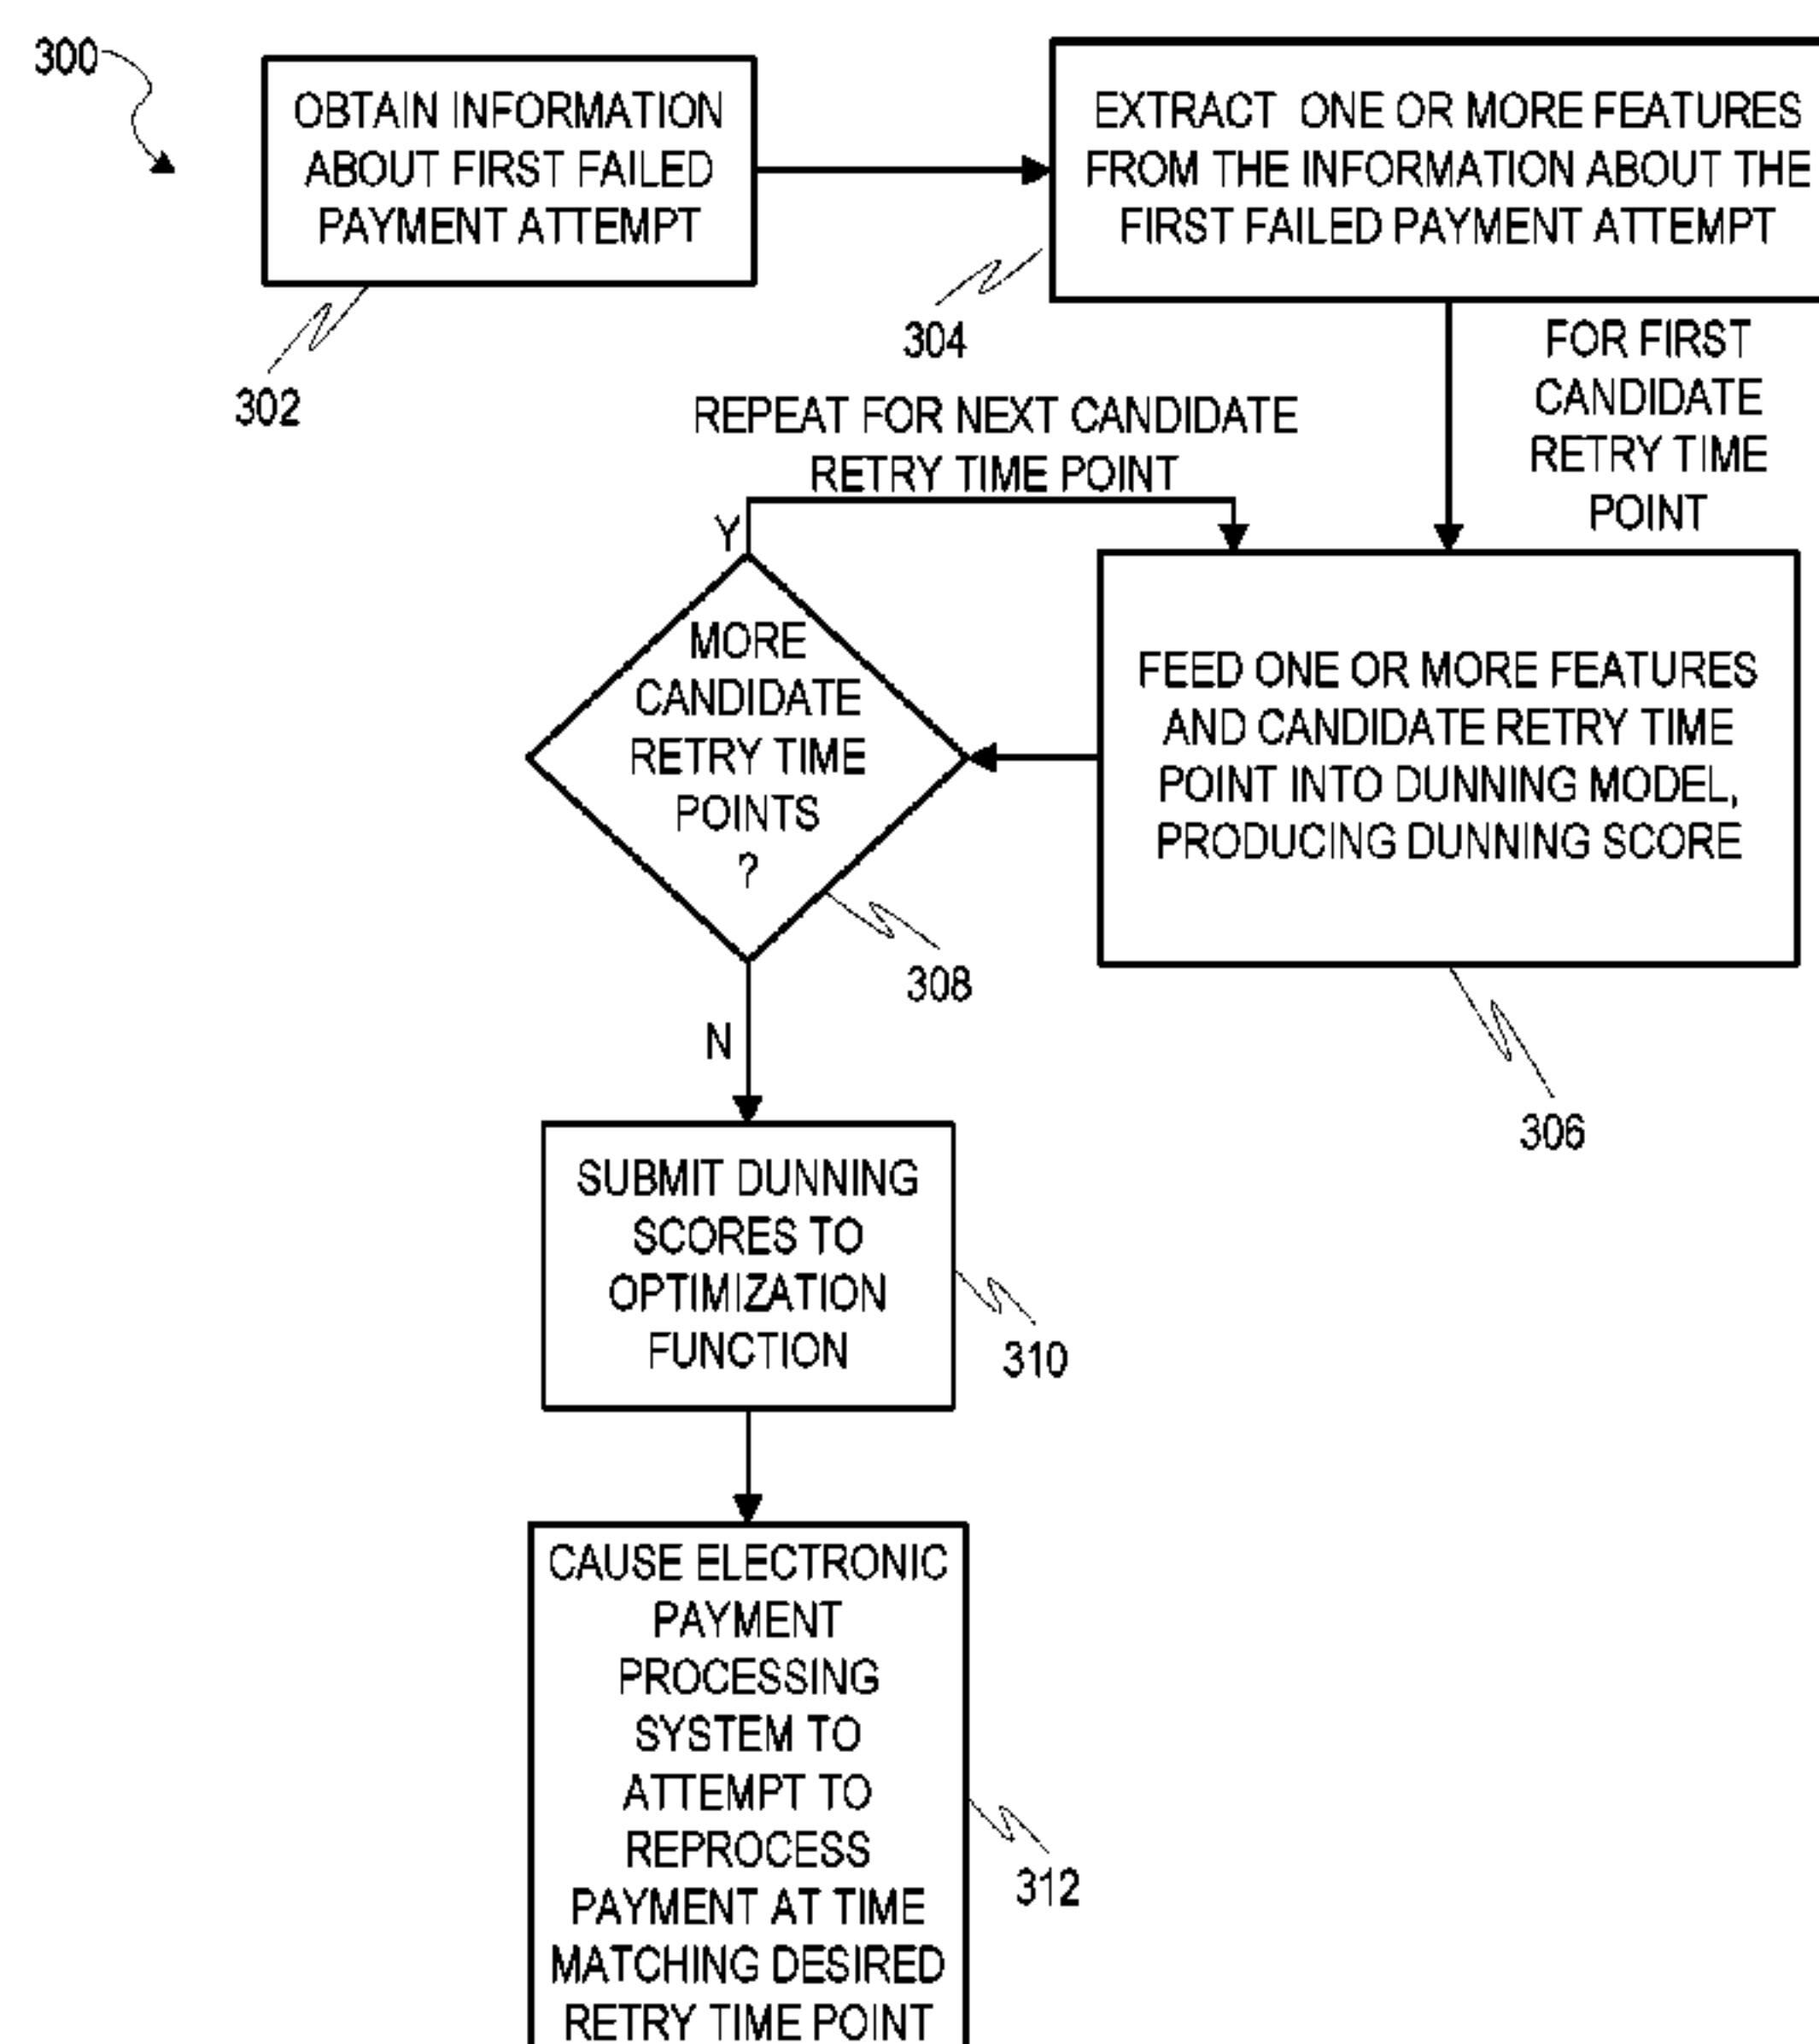 300
OBTAIN INFORMATION
ABOUT FIRST FAILED
PAYMENT ATTEMPT
302
EXTRACT ONE OR MORE FEATURES
FROM THE INFORMATION ABOUT THE
FIRST FAILED PAYMENT ATTEMPT
304
FOR FIRST
CANDIDATE
RETRY TIME
POINT
REPEAT FOR NEXT CANDIDATE
RETRY TIME POINT
FEED ONE OR MORE FEATURES
AND CANDIDATE RETRY TIME
POINT INTO DUNNING MODEL,
PRODUCING DUNNING SCORE
306
Y
MORE
CANDIDATE
RETRY TIME
POINTS
?
308
N
SUBMIT DUNNING
SCORES TO
OPTIMIZATION
FUNCTION
310
CAUSE ELECTRONIC
PAYMENT
PROCESSING
SYSTEM TO
ATTEMPT TO
REPROCESS
PAYMENT AT TIME
MATCHING DESIRED
RETRY TIME POINT
312